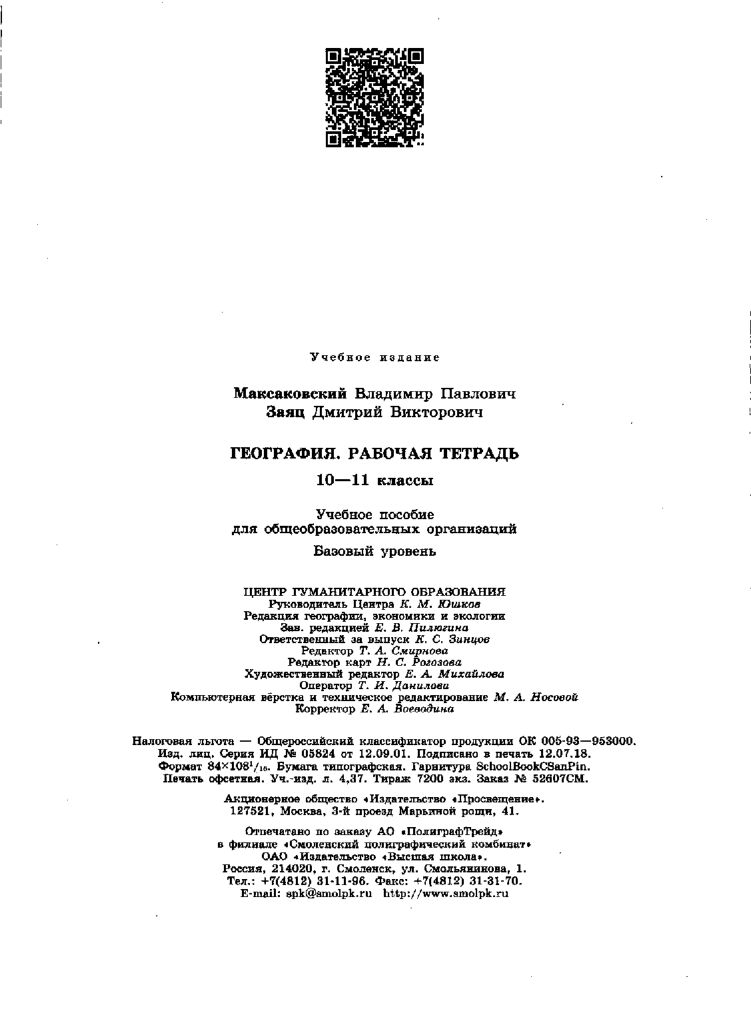 Учебное издание
Максаковский Владимир Павлович
Заяц Дмитрий Викторович
ГЕОГРАФИЯ. РАБОЧАЯ ТЕТРАДЬ
10—11 классы
Учебное пособие
для общеобразовательных организаций
Базовый уровень
ЦЕНТР ГУМАНИТАРНОГО ОБРАЗОВАНИЯ
Руководитель Центра К. М. Юшков
Редакция географии, экономики и экологии
Зав. редакцией Е. В. Пилюгина
Ответственный за выпуск К. С. Зинцов
Редактор Т. А. Смирнова
Редактор карт Н. С. Рогозова
Художественный редактор Е. А. Михайлова
Оператор Т. И. Данилова
Компьютерная вёрстка и техническое редактирование М. А. Носовой
Корректор Е. А. Воеводина
Налоговая льгота — Общероссийский классификатор продукции ОК 005-93—953000.
Изд. лиц. Серия ИД № 05824 от 12.09.01. Подписано в печать 12.07.18.
Формат 84×108¹/₁₆. Бумага типографская. Гарнитура SchoolBookCSanPin.
Печать офсетная. Уч.-изд. л. 4,37. Тираж 7200 экз. Заказ № 52607СМ.
Акционерное общество «Издательство «Просвещение».
127521, Москва, 3-й проезд Марьиной рощи, 41.
Отпечатано по заказу АО «ПолиграфТрейд»
в филиале «Смоленский полиграфический комбинат»
ОАО «Издательство «Высшая школа».
Россия, 214020, г. Смоленск, ул. Смольянинова, 1.
Тел.: +7(4812) 31-11-96. Факс: +7(4812) 31-31-70.
E-mail: spk@smolpk.ru http://www.smolpk.ru